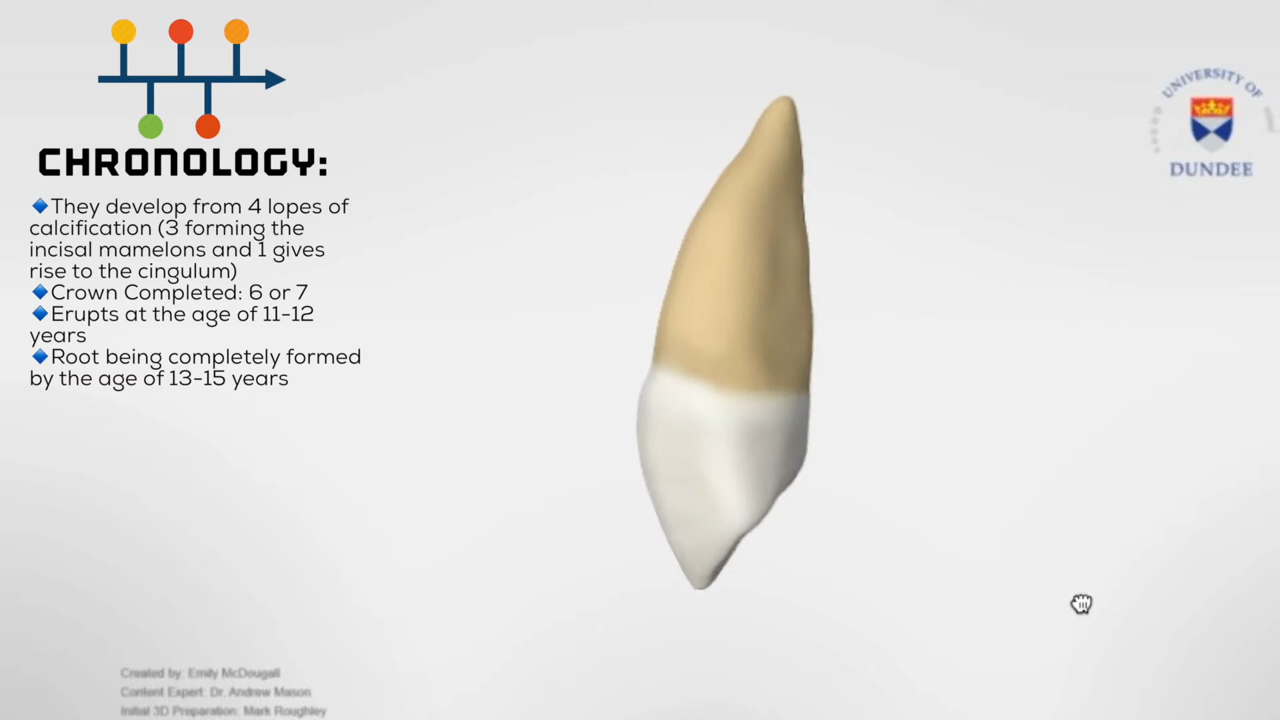 CHRONOLOGY:
🔹They develop from 4 lopes of
calcification (3 forming the
incisal mamelons and 1 gives
rise to the cingulum)
🔹Crown Completed: 6 or 7
🔹Erupts at the age of 11-12
years
🔹Root being completely formed
by the age of 13-15 years
UNIVERSITY OF
DUNDEE
Created by: Emily McDougall
Content Expert: Dr. Andrew Mason
Initial 3D Preparation: Mark Roughley